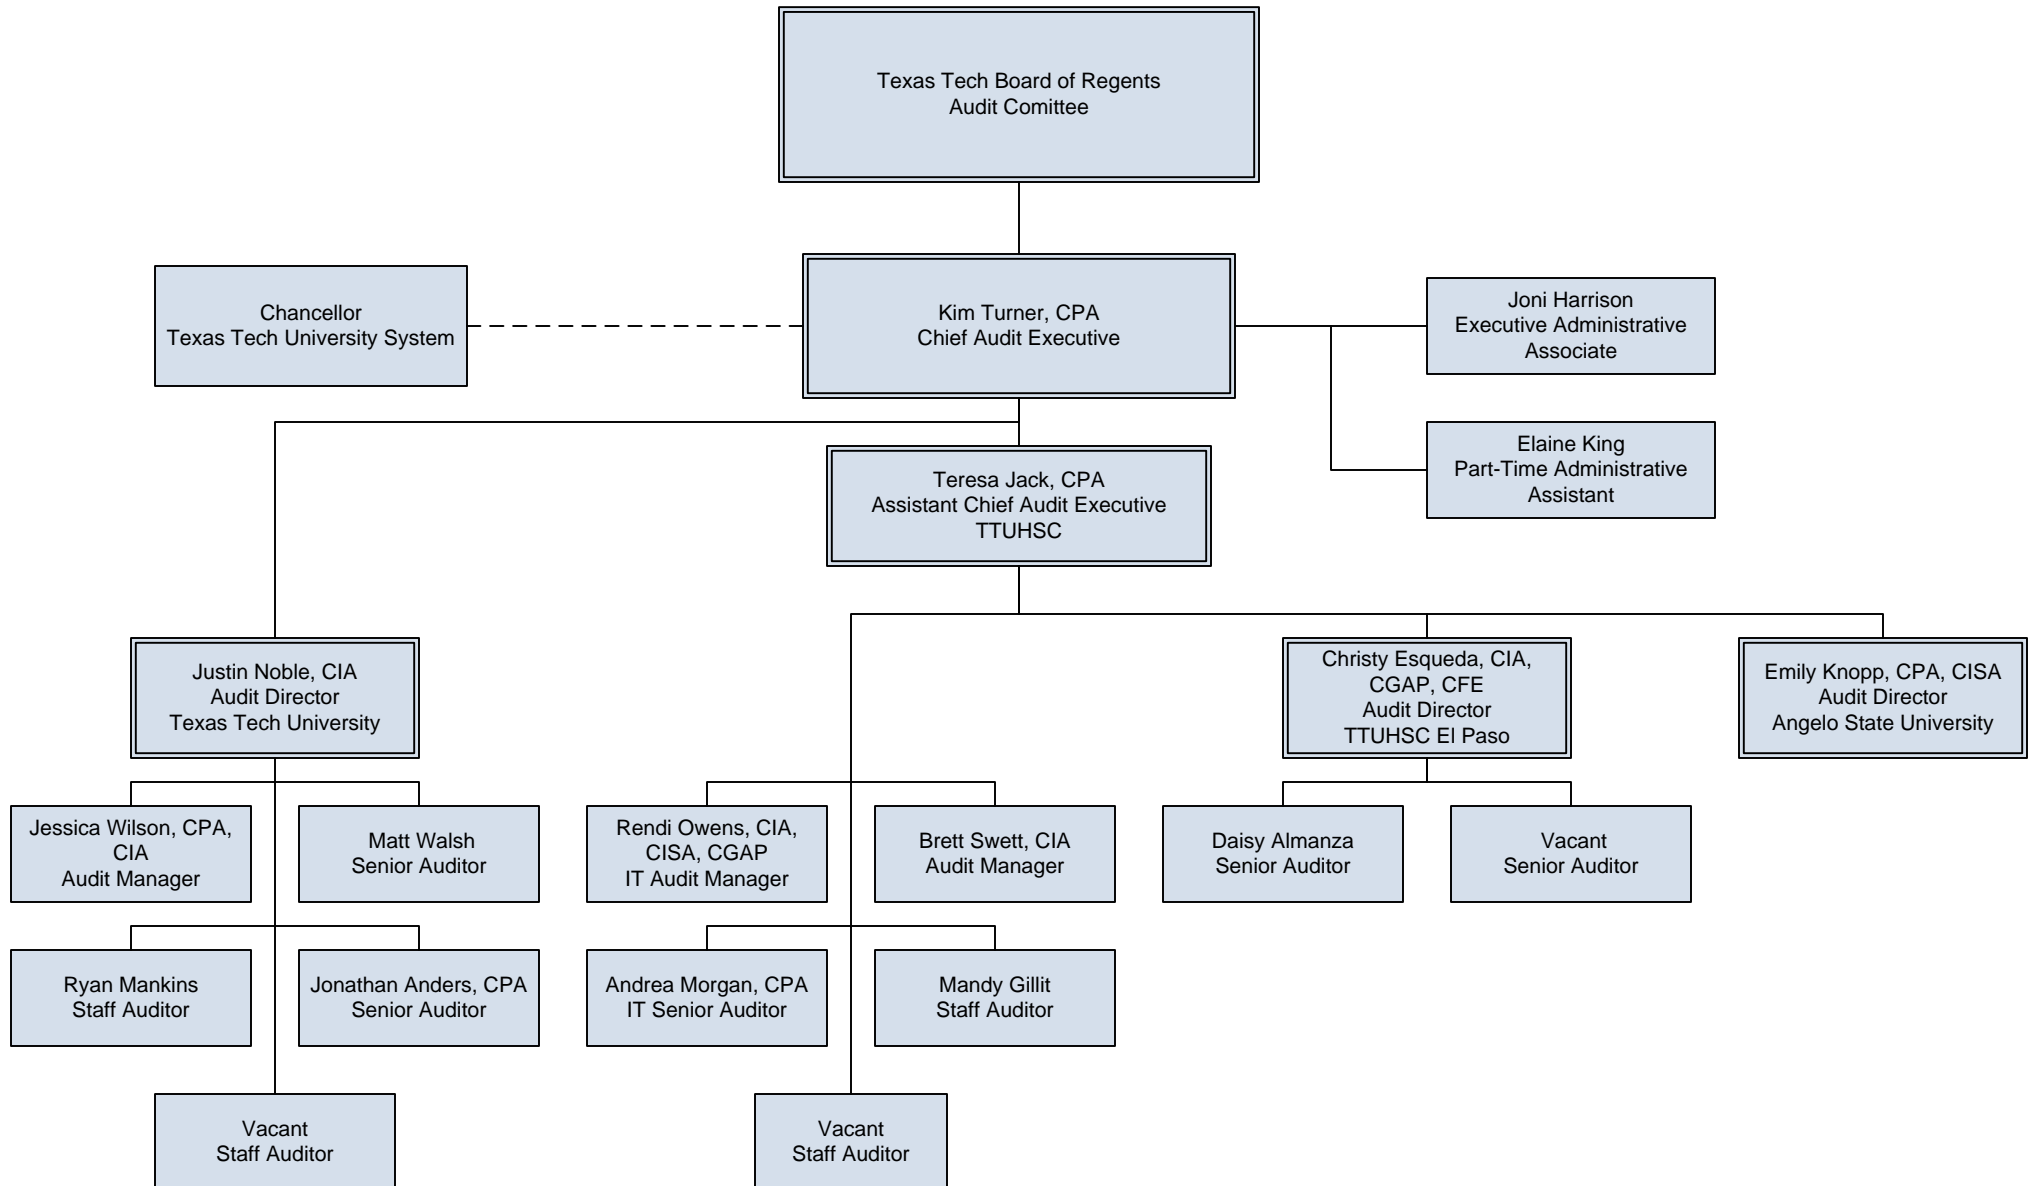 Texas Tech Board of Regents
Audit Comittee
Chancellor
Texas Tech University System
Kim Turner, CPA
Chief Audit Executive
Joni Harrison
Executive Administrative
Associate
Elaine King
Part-Time Administrative
Assistant
Teresa Jack, CPA
Assistant Chief Audit Executive
TTUHSC
Justin Noble, CIA
Audit Director
Texas Tech University
Christy Esqueda, CIA,
CGAP, CFE
Audit Director
TTUHSC El Paso
Emily Knopp, CPA, CISA
Audit Director
Angelo State University
Jessica Wilson, CPA,
CIA
Audit Manager
Matt Walsh
Senior Auditor
Rendi Owens, CIA,
CISA, CGAP
IT Audit Manager
Brett Swett, CIA
Audit Manager
Daisy Almanza
Senior Auditor
Vacant
Senior Auditor
Ryan Mankins
Staff Auditor
Jonathan Anders, CPA
Senior Auditor
Andrea Morgan, CPA
IT Senior Auditor
Mandy Gillit
Staff Auditor
Vacant
Staff Auditor
Vacant
Staff Auditor